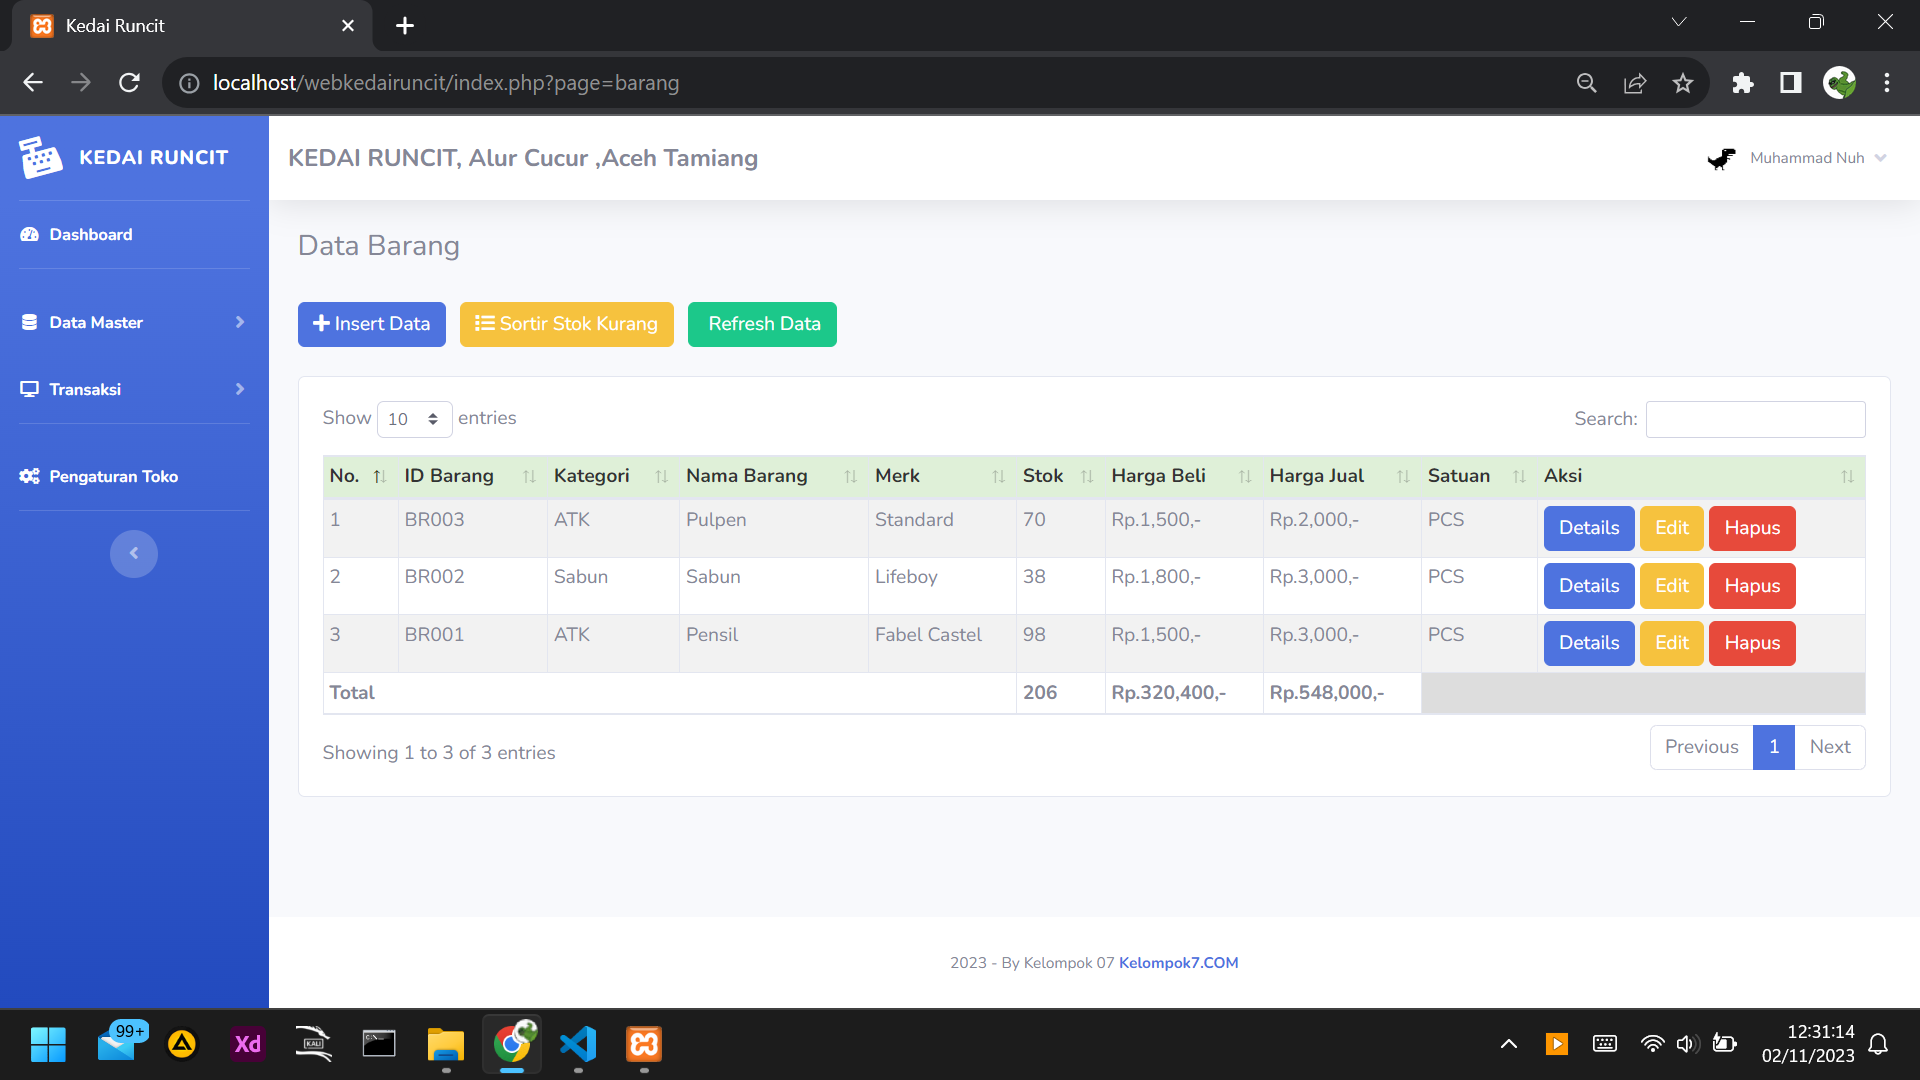 Kedai Runcit
localhost/webkedairuncit/index.php?page=barang
KEDAI RUNCIT
KEDAI RUNCIT, Alur Cucur ,Aceh Tamiang
Muhammad Nuh
Dashboard
Data Master
Transaksi
Pengaturan Toko
Data Barang
Insert Data
Sortir Stok Kurang
Refresh Data
Show 10 entries
Search:
No. ID Barang Kategori Nama Barang Merk Stok Harga Beli Harga Jual Satuan Aksi
1 BR003 ATK Pulpen Standard 70 Rp.1,500,- Rp.2,000,- PCS Details Edit Hapus
2 BR002 Sabun Sabun Lifeboy 38 Rp.1,800,- Rp.3,000,- PCS Details Edit Hapus
3 BR001 ATK Pensil Fabel Castel 98 Rp.1,500,- Rp.3,000,- PCS Details Edit Hapus
Total 206 Rp.320,400,- Rp.548,000,-
Showing 1 to 3 of 3 entries
Previous 1 Next
2023 - By Kelompok 07 Kelompok7.COM
99+
Xd
KALI
12:31:14
02/11/2023